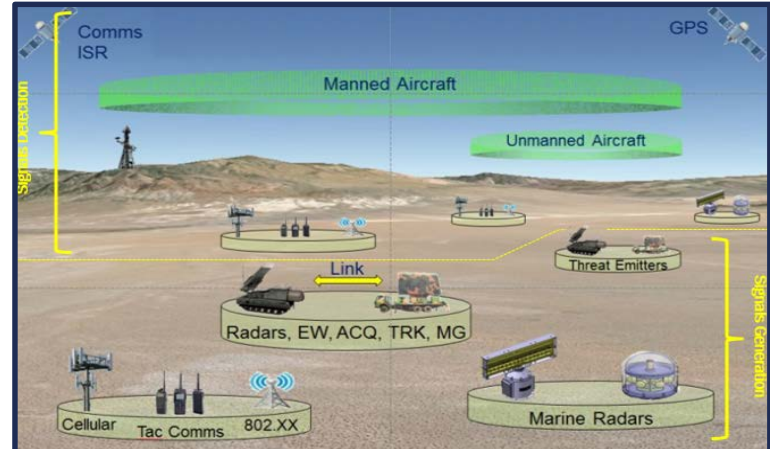 Comms
ISR
GPS
Manned Aircraft
Unmanned Aircraft
Signals Detection
Threat Emitters
Link
Radars, EW, ACQ, TRK, MG
Signals Generation
Cellular
Tac Comms
802.XX
Marine Radars